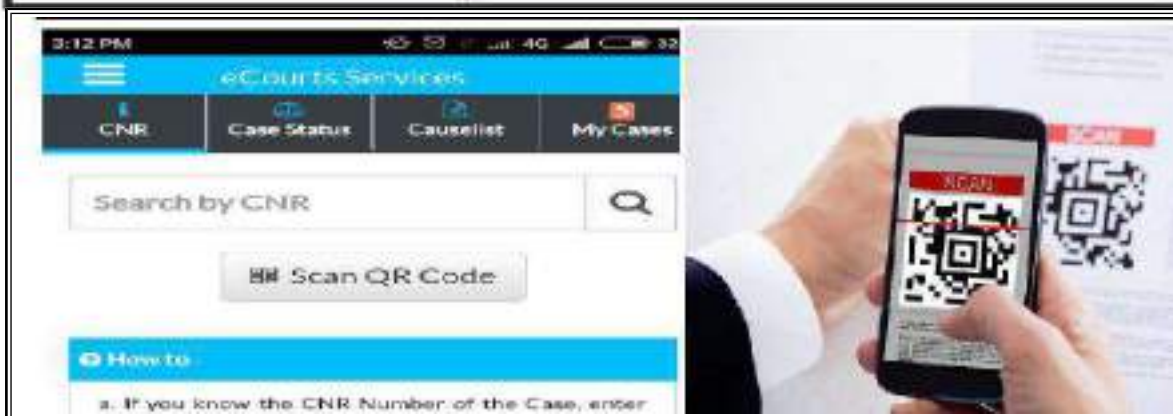 3:12 PM 4G 32
eCourts Services
CNR Case Status Causelist My Cases
Search by CNR
Scan QR Code
How to
a. If you know the CNR Number of the Case, enter
SCAN
SCAN